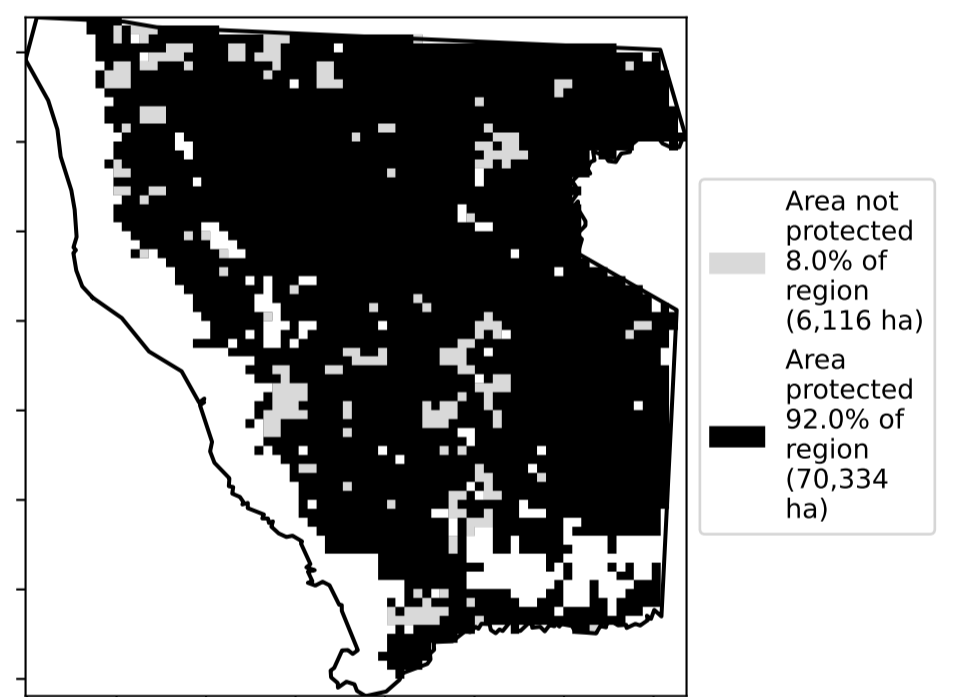 Area not
protected
8.0% of
region
(6,116 ha)
Area
protected
92.0% of
region
(70,334
ha)